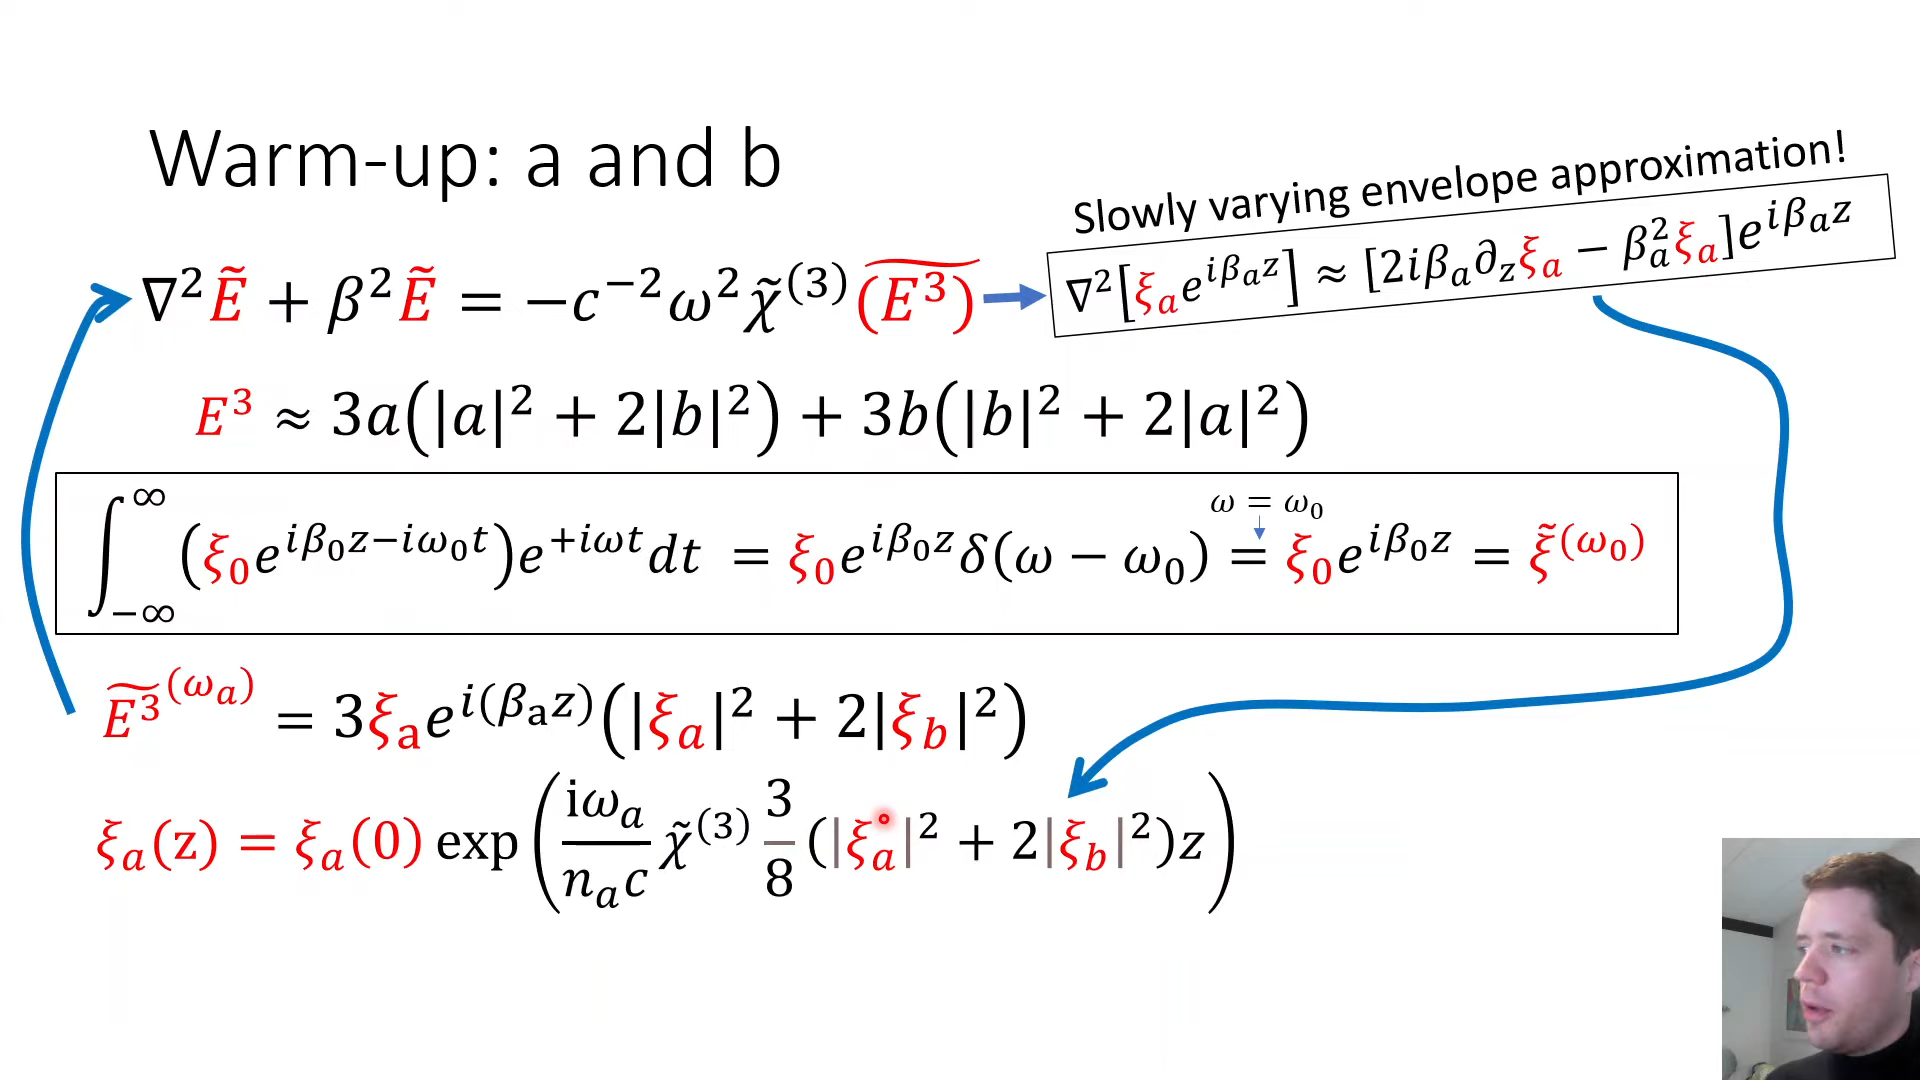 Warm-up: a and b
Slowly varying envelope approximation!
∇²[ξₐe^{iβₐz}] ≈ [2iβₐ∂_zξₐ − βₐ²ξₐ]e^{iβₐz}
∇²Ẽ + β²Ẽ = −c⁻²ω²χ̃⁽³⁾(E³)~
E³ ≈ 3a(|a|² + 2|b|²) + 3b(|b|² + 2|a|²)
ω = ω₀
∫_{−∞}^{∞} (ξ₀e^{iβ₀z−iω₀t})e^{+iωt}dt = ξ₀e^{iβ₀z}δ(ω − ω₀) = ξ₀e^{iβ₀z} = ξ̃^{(ω₀)}
Ẽ³^{(ωₐ)} = 3ξₐe^{i(βₐz)}(|ξₐ|² + 2|ξ_b|²)
ξₐ(z) = ξₐ(0) exp(iωₐ/(nₐc) χ̃⁽³⁾ 3/8 (|ξₐ|² + 2|ξ_b|²)z)